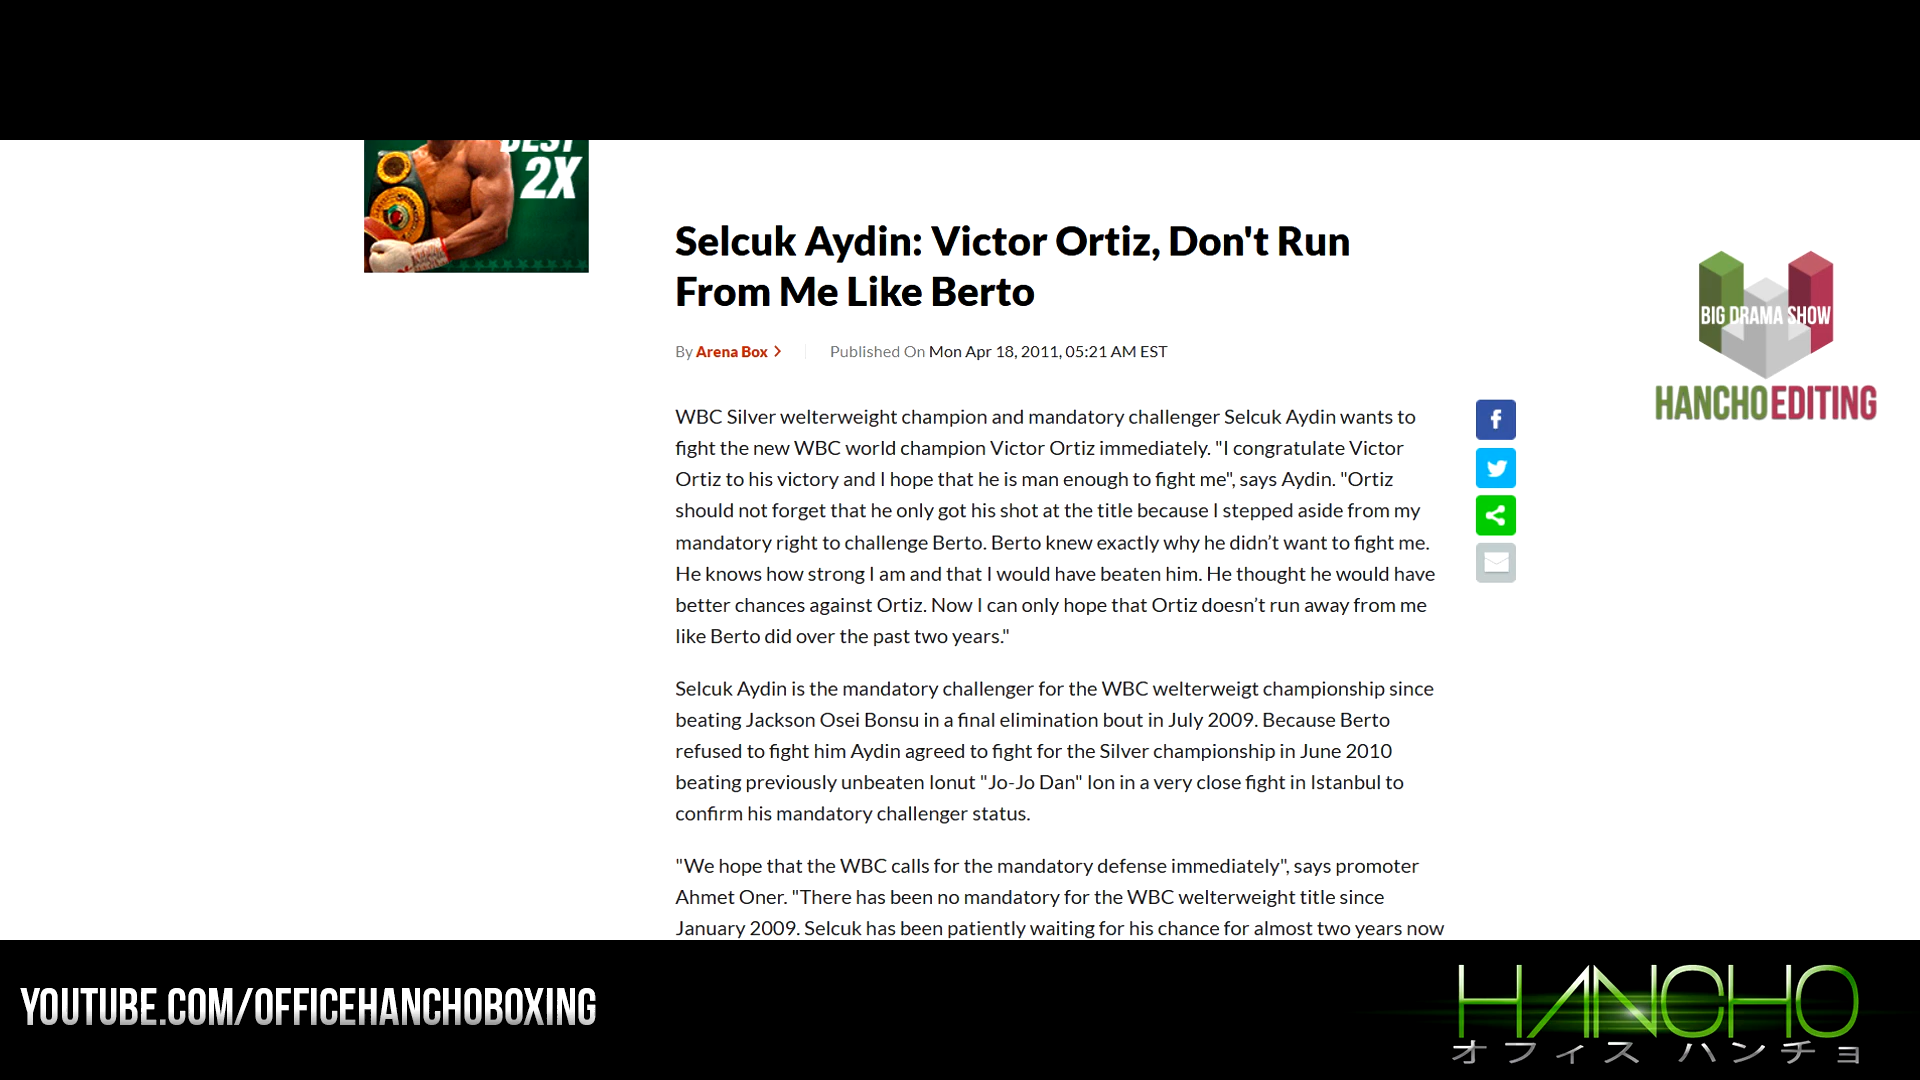 BEST
2X
Selcuk Aydin: Victor Ortiz, Don't Run
From Me Like Berto
By Arena Box
Published On Mon Apr 18, 2011, 05:21 AM EST
WBC Silver welterweight champion and mandatory challenger Selcuk Aydin wants to
fight the new WBC world champion Victor Ortiz immediately. "I congratulate Victor
Ortiz to his victory and I hope that he is man enough to fight me", says Aydin. "Ortiz
should not forget that he only got his shot at the title because I stepped aside from my
mandatory right to challenge Berto. Berto knew exactly why he didn’t want to fight me.
He knows how strong I am and that I would have beaten him. He thought he would have
better chances against Ortiz. Now I can only hope that Ortiz doesn’t run away from me
like Berto did over the past two years."
Selcuk Aydin is the mandatory challenger for the WBC welterweigt championship since
beating Jackson Osei Bonsu in a final elimination bout in July 2009. Because Berto
refused to fight him Aydin agreed to fight for the Silver championship in June 2010
beating previously unbeaten Ionut "Jo-Jo Dan" Ion in a very close fight in Istanbul to
confirm his mandatory challenger status.
"We hope that the WBC calls for the mandatory defense immediately", says promoter
Ahmet Oner. "There has been no mandatory for the WBC welterweight title since
January 2009. Selcuk has been patiently waiting for his chance for almost two years now
BIG DRAMA SHOW
HANCHOEDITING
YOUTUBE.COM/OFFICEHANCHOBOXING
HANCHO
オフィス ハンチョ